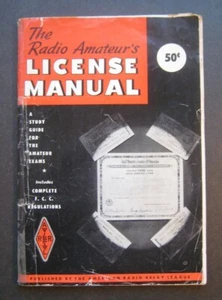 The
Radio Amateur's
LICENSE
MANUAL
50¢
A
STUDY
GUIDE
FOR
THE
AMATEUR
EXAMS
Includes
COMPLETE
F. C. C.
REGULATIONS
A
R R
L
PUBLISHED BY THE AMERICAN RADIO RELAY LEAGUE